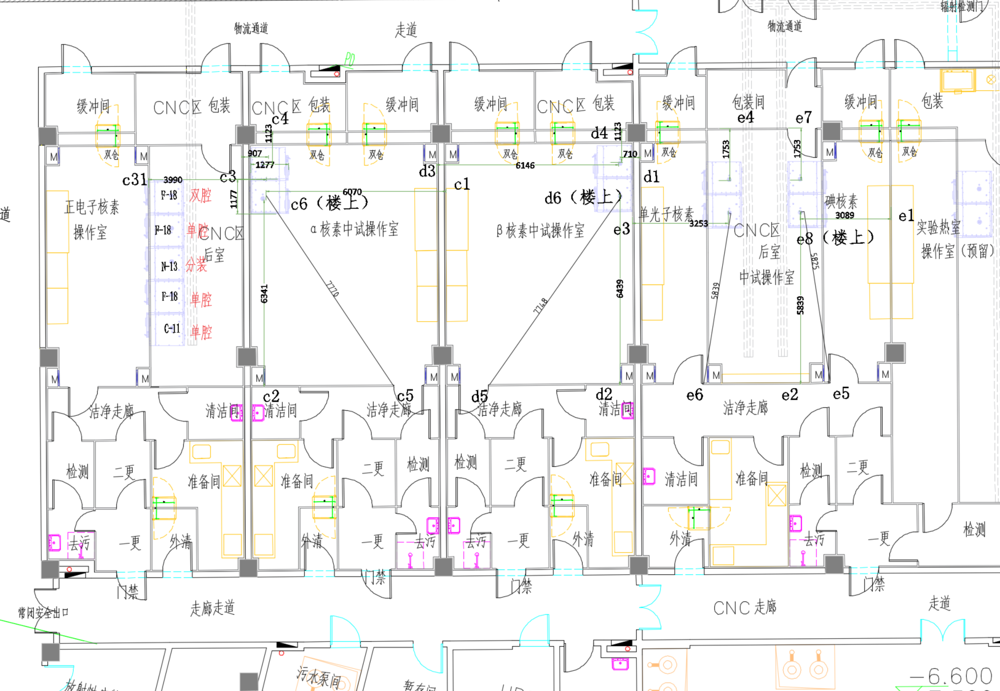 辐射检测门
物流通道
走道
物流通道
PD
缓冲间
CNC区 包装
CNC区 包装
缓冲间
缓冲间
CNC区 包装
缓冲间
包装间
缓冲间
包装
c4
1123
d4
1123
e4
e7
双仓
双仓
双仓
双仓
双仓
双仓
双仓
双仓
M
M
M
M
M
M
907
1277
710
6146
1753
1753
c31
3990
c3
d3
c1
d1
F-18
双腔
1177
6070
c6（楼上）
d6（楼上）
道
正电子核素
操作室
单光子核素
碘核素
3089
e1
F-18
单腔
CNC区
后室
α核素中试操作室
β核素中试操作室
e3
3253
CNC区
后室
中试操作室
e8（楼上）
实验热室
操作室（预留）
N-13
分装
5825
6341
7770
6439
7748
5839
5839
F-18
单腔
C-11
单腔
M
M
M
M
M
M
M
M
M
M
c2
c5
d5
d2
e6
e2
e5
洁净走廊
清洁间
清洁间
洁净走廊
洁净走廊
清洁间
洁净走廊
检测
二更
准备间
准备间
二更
检测
检测
二更
准备间
清洁间
准备间
检测
二更
去污
一更
外清
外清
一更
去污
去污
一更
外清
外清
去污
一更
检测
门禁
门禁
门禁
门禁
常闭安全出口
走廊走道
CNC 走廊
走道
污水泵间
-6.600